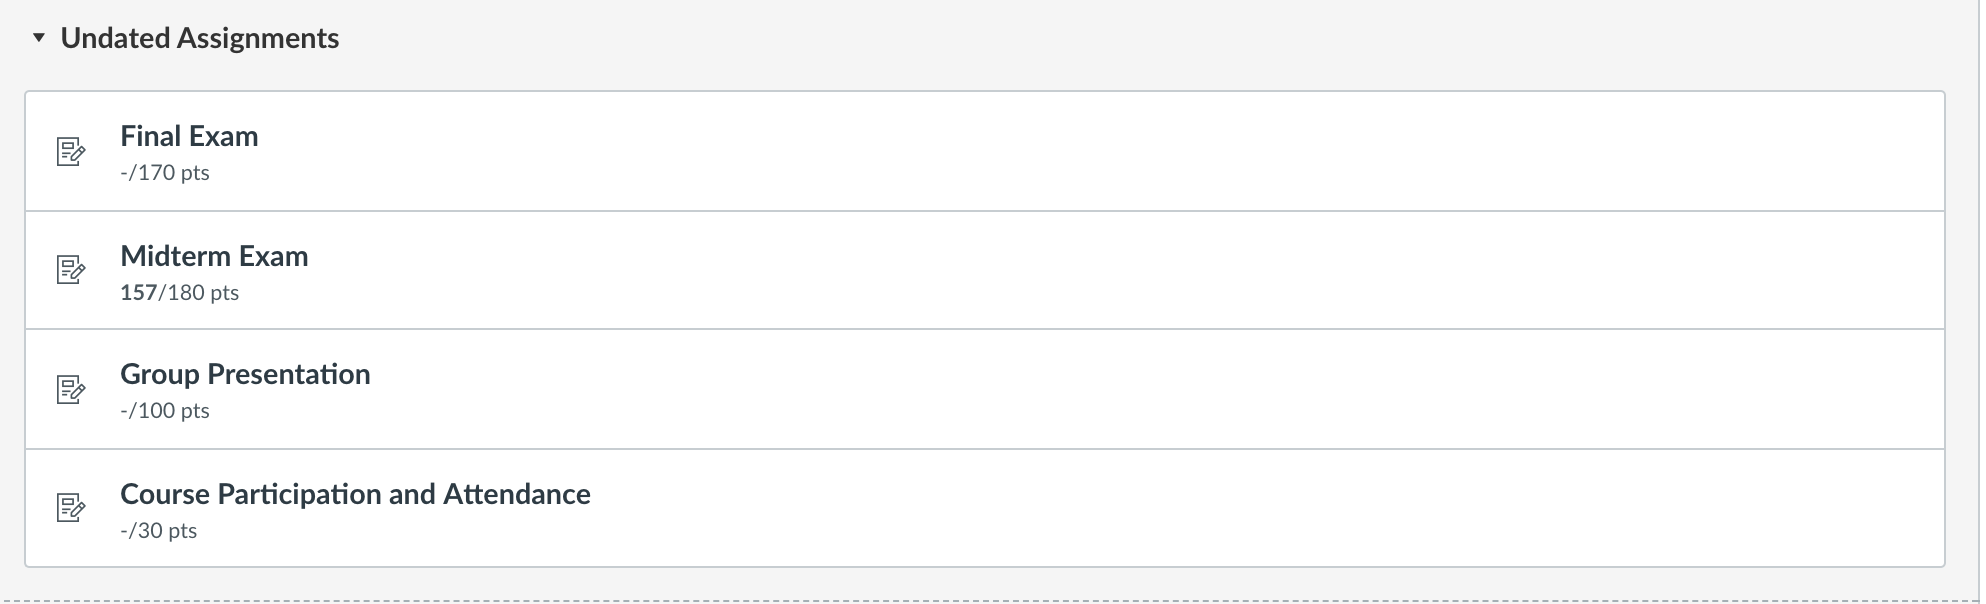 Undated Assignments
Final Exam
-/170 pts
Midterm Exam
157/180 pts
Group Presentation
-/100 pts
Course Participation and Attendance
-/30 pts